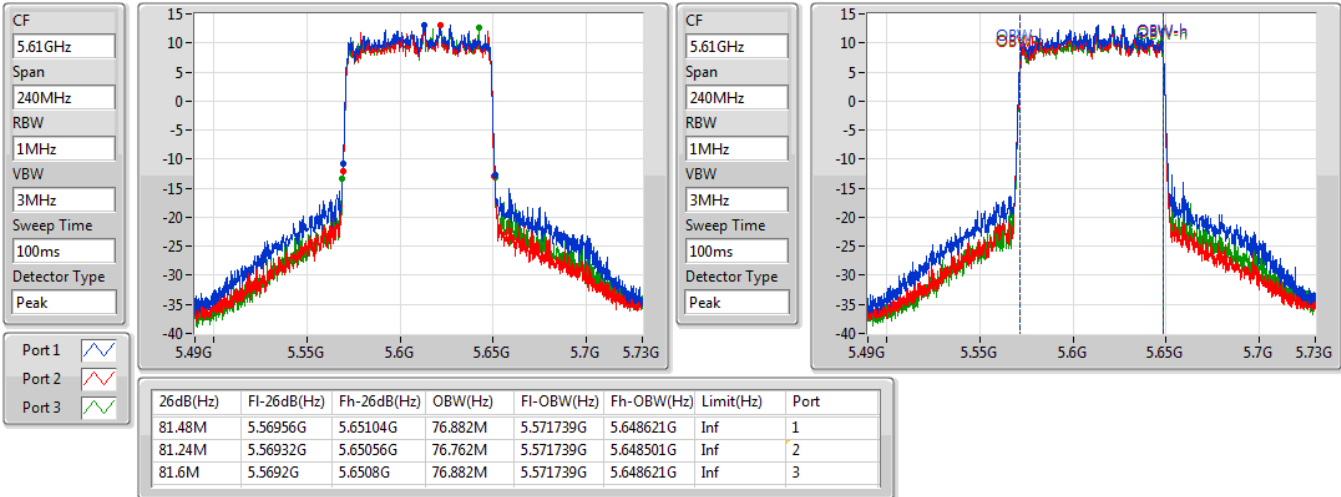 CF
5.61GHz
Span
240MHz
RBW
1MHz
VBW
3MHz
Sweep Time
100ms
Detector Type
Peak
15
10
5
0
-5
-10
-15
-20
-25
-30
-35
-40
5.49G 5.55G 5.6G 5.65G 5.7G 5.73G
CF
5.61GHz
Span
240MHz
RBW
1MHz
VBW
3MHz
Sweep Time
100ms
Detector Type
Peak
15
10
5
0
-5
-10
-15
-20
-25
-30
-35
-40
OBW-h
5.49G 5.55G 5.6G 5.65G 5.7G 5.73G
Port 1
Port 2
Port 3
26dB(Hz) Fl-26dB(Hz) Fh-26dB(Hz) OBW(Hz) Fl-OBW(Hz) Fh-OBW(Hz) Limit(Hz) Port
81.48M 5.56956G 5.65104G 76.882M 5.571739G 5.648621G Inf 1
81.24M 5.56932G 5.65056G 76.762M 5.571739G 5.648501G Inf 2
81.6M 5.5692G 5.6508G 76.882M 5.571739G 5.648621G Inf 3